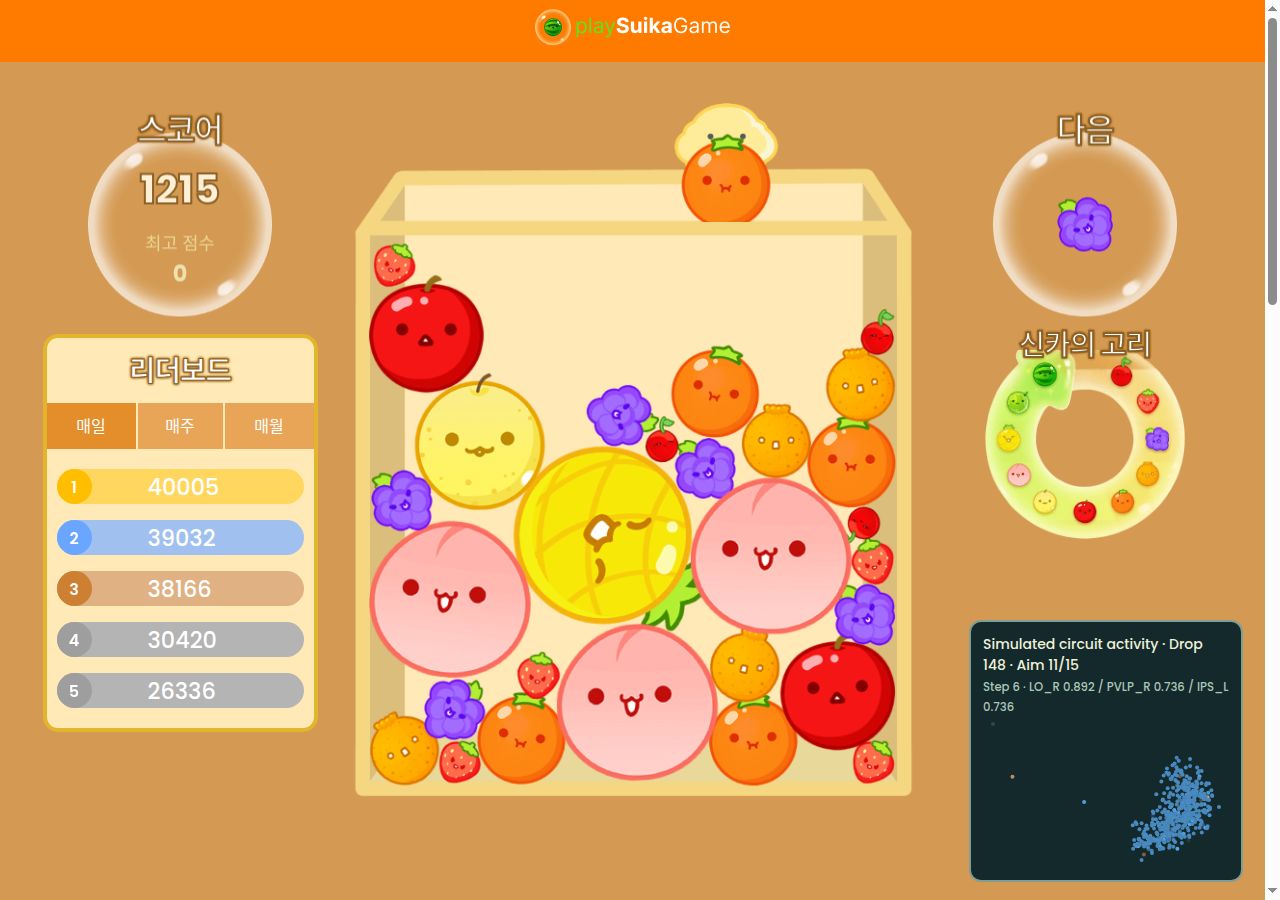 playSuikaGame
스코어
1215
최고 점수
0
리더보드
매일 매주 매월
1 40005
2 39032
3 38166
4 30420
5 26336
다음
신카의 고리
Simulated circuit activity · Drop
148 · Aim 11/15
Step 6 · LO_R 0.892 / PVLP_R 0.736 / IPS_L
0.736